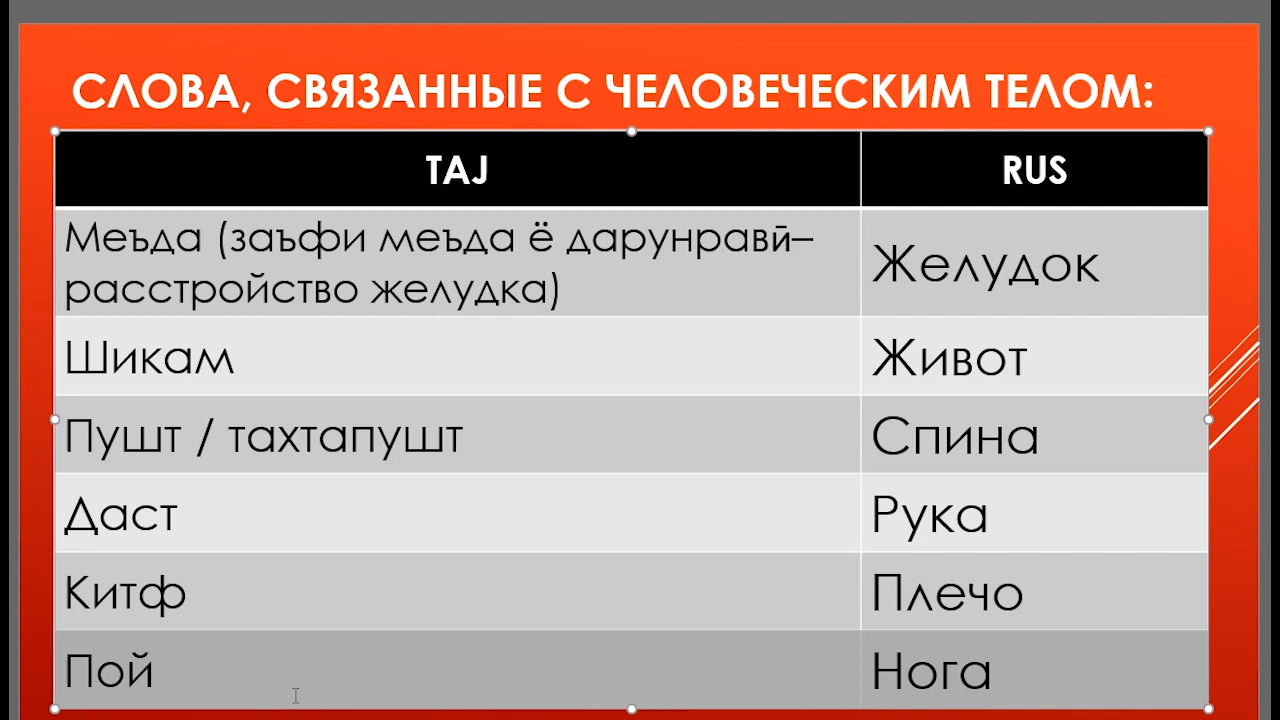 СЛОВА, СВЯЗАННЫЕ С ЧЕЛОВЕЧЕСКИМ ТЕЛОМ:
TAJ RUS
Меъда (заъфи меъда ё дарунравӣ–
расстройство желудка) Желудок
Шикам Живот
Пушт / тахтапушт Спина
Даст Рука
Китф Плечо
Пой Нога